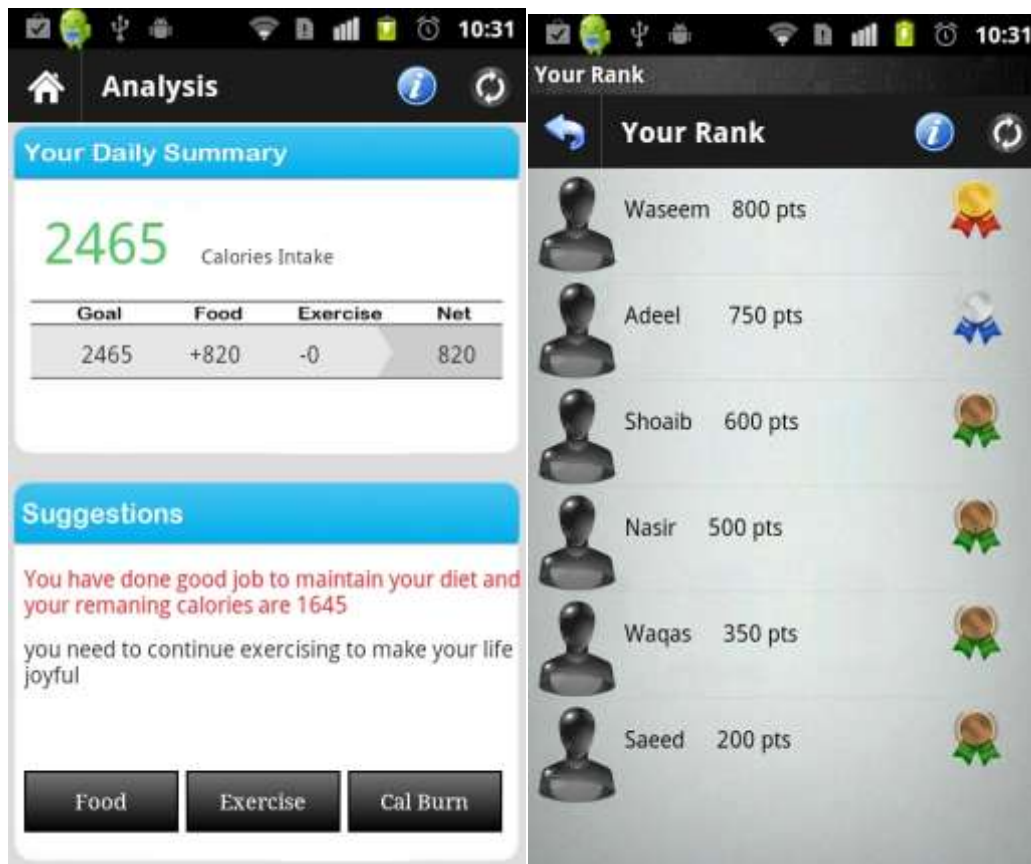 10:31
Analysis
Your Daily Summary
2465 Calories Intake
Goal Food Exercise Net
2465 +820 -0 820
Suggestions
You have done good job to maintain your diet and
your remaning calories are 1645
you need to continue exercising to make your life
joyful
Food Exercise Cal Burn
10:31
Your Rank
Your Rank
Waseem 800 pts
Adeel 750 pts
Shoaib 600 pts
Nasir 500 pts
Waqas 350 pts
Saeed 200 pts